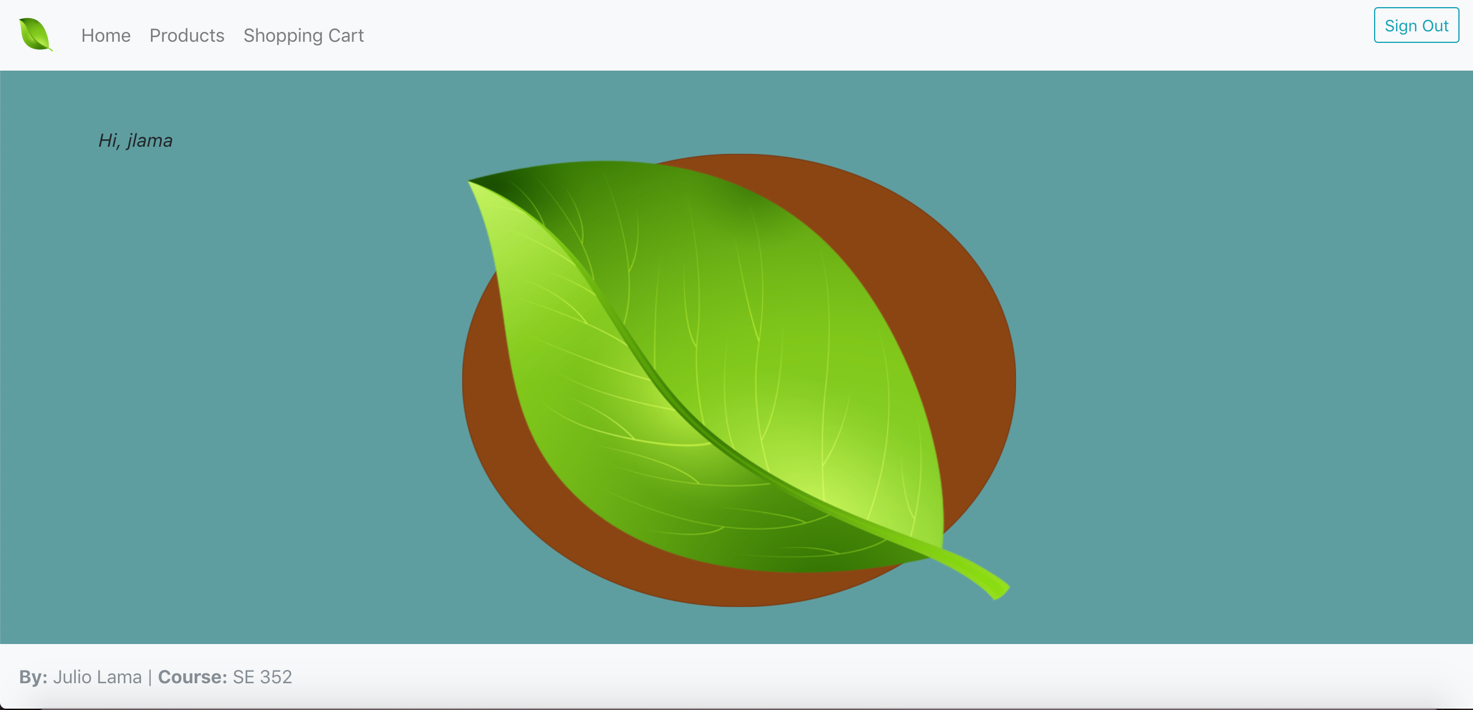 Home Products Shopping Cart Sign Out
Hi, jlama
By: Julio Lama | Course: SE 352